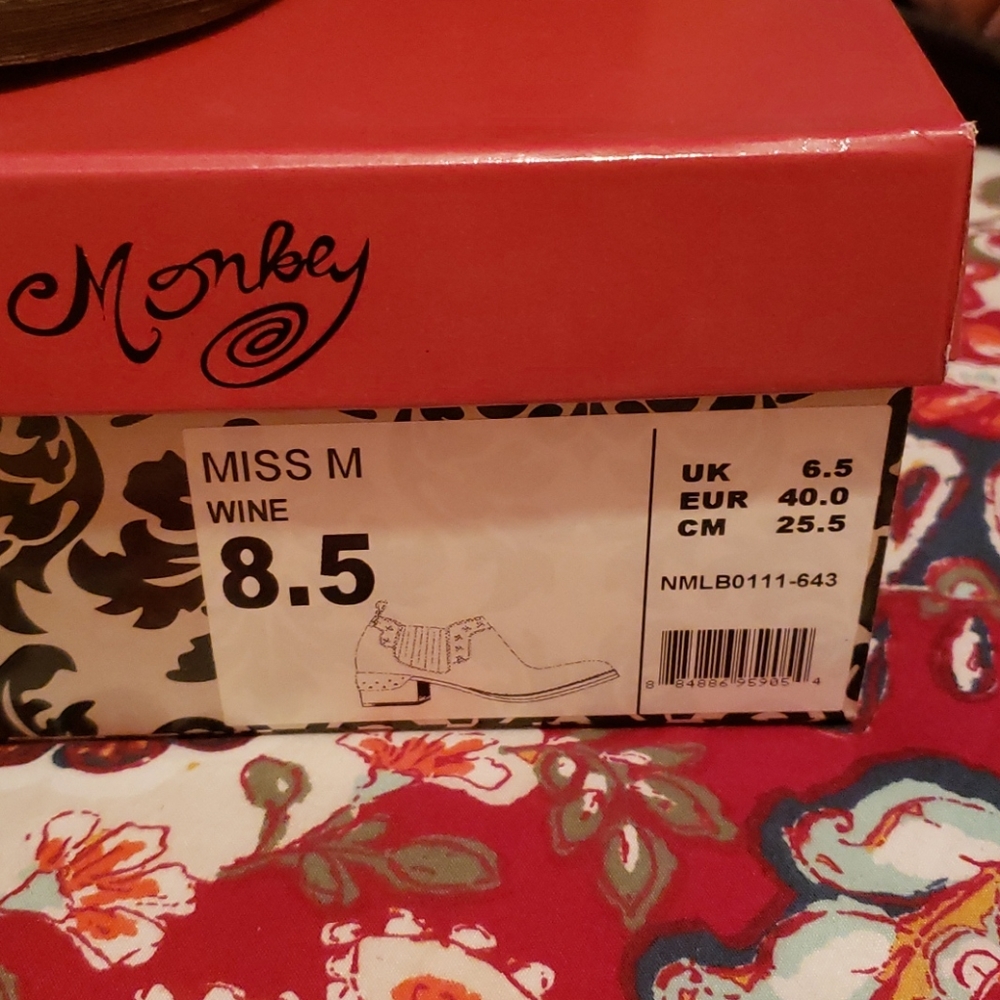 Monkey
MISS M
WINE
8.5
UK 6.5
EUR 40.0
CM 25.5
NMLB0111-643
8 84886 95905 4